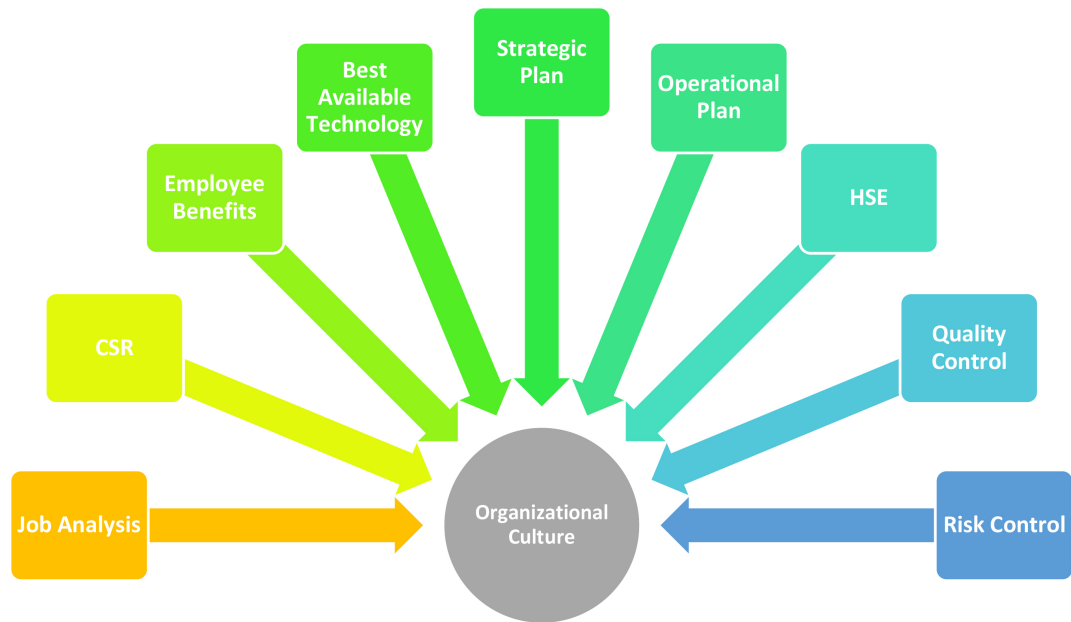 Strategic
Plan
Best
Available
Technology
Operational
Plan
Employee
Benefits
HSE
CSR
Quality
Control
Job Analysis
Organizational
Culture
Risk Control